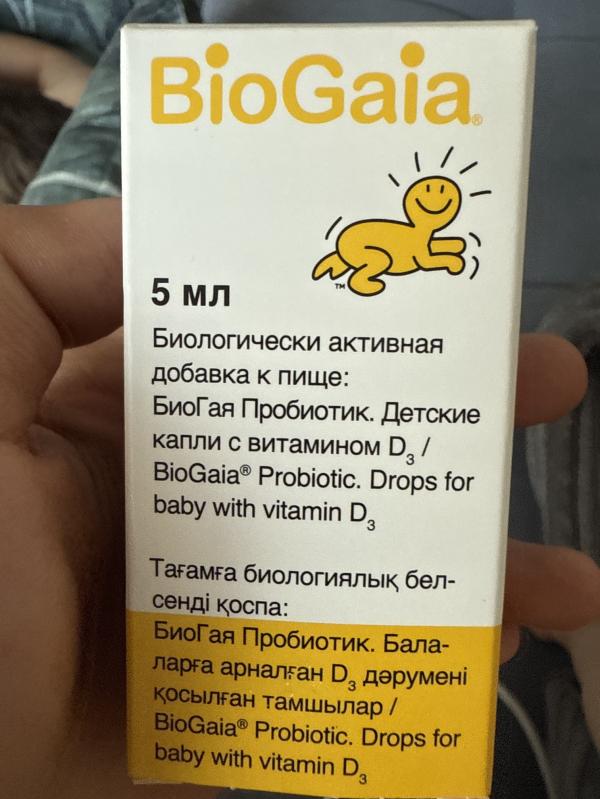 BioGaia®
™
5 мл
Биологически активная
добавка к пище:
БиоГая Пробиотик. Детские
капли с витамином D₃ /
BioGaia® Probiotic. Drops for
baby with vitamin D₃
Тағамға биологиялық бел-
сенді қоспа:
БиоГая Пробиотик. Бала-
ларға арналған D₃ дәрумені
қосылған тамшылар /
BioGaia® Probiotic. Drops for
baby with vitamin D₃